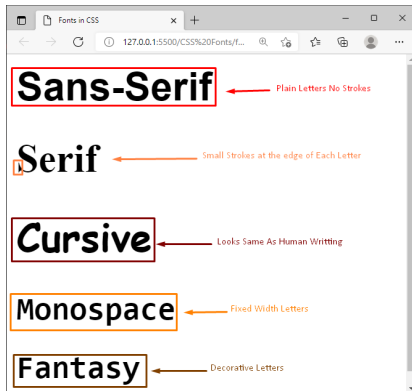 Fonts in CSS
127.0.0.1:5500/CSS%20Fonts/f...
Sans-Serif
Plain Letters No Strokes
Serif
Small Strokes at the edge of Each Letter
Cursive
Looks Same As Human Writting
Monospace
Fixed Width Letters
Fantasy
Decorative Letters